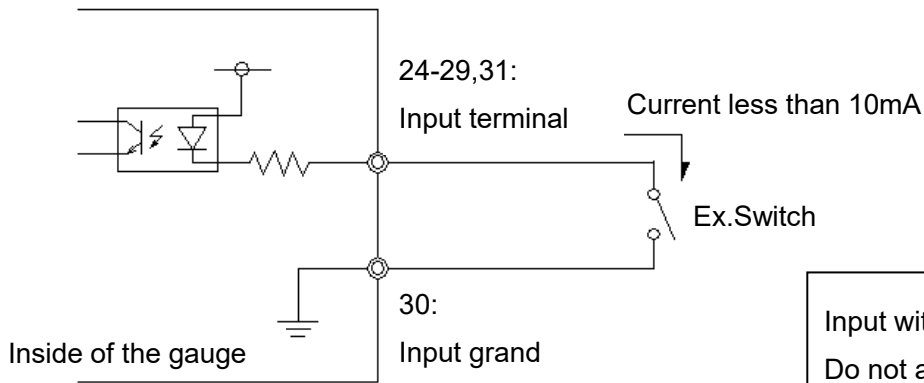 24-29,31:
Input terminal
Current less than 10mA
Ex.Switch
30:
Input grand
Inside of the gauge
Input
Do not